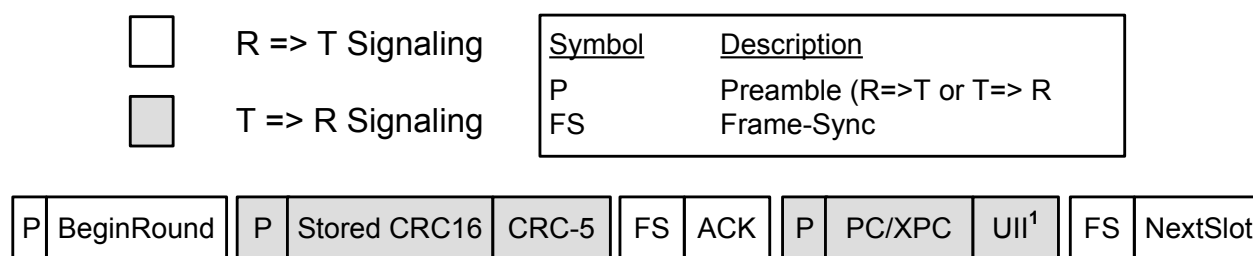 R => T Signaling
T => R Signaling
Symbol Description
P Preamble (R=>T or T=> R
FS Frame-Sync
P BeginRound P Stored CRC16 CRC-5 FS ACK P PC/XPC UII¹ FS NextSlot